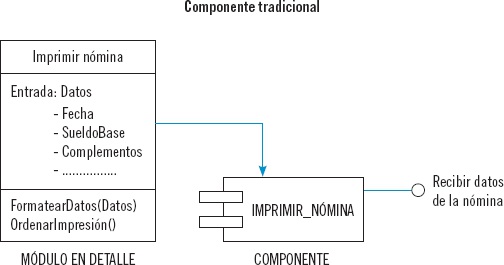 Componente tradicional
Imprimir nómina
Entrada: Datos
- Fecha
- SueldoBase
- Complementos
- ................
FormatearDatos(Datos)
OrdenarImpresión()
MÓDULO EN DETALLE
IMPRIMIR_NÓMINA
COMPONENTE
Recibir datos
de la nómina